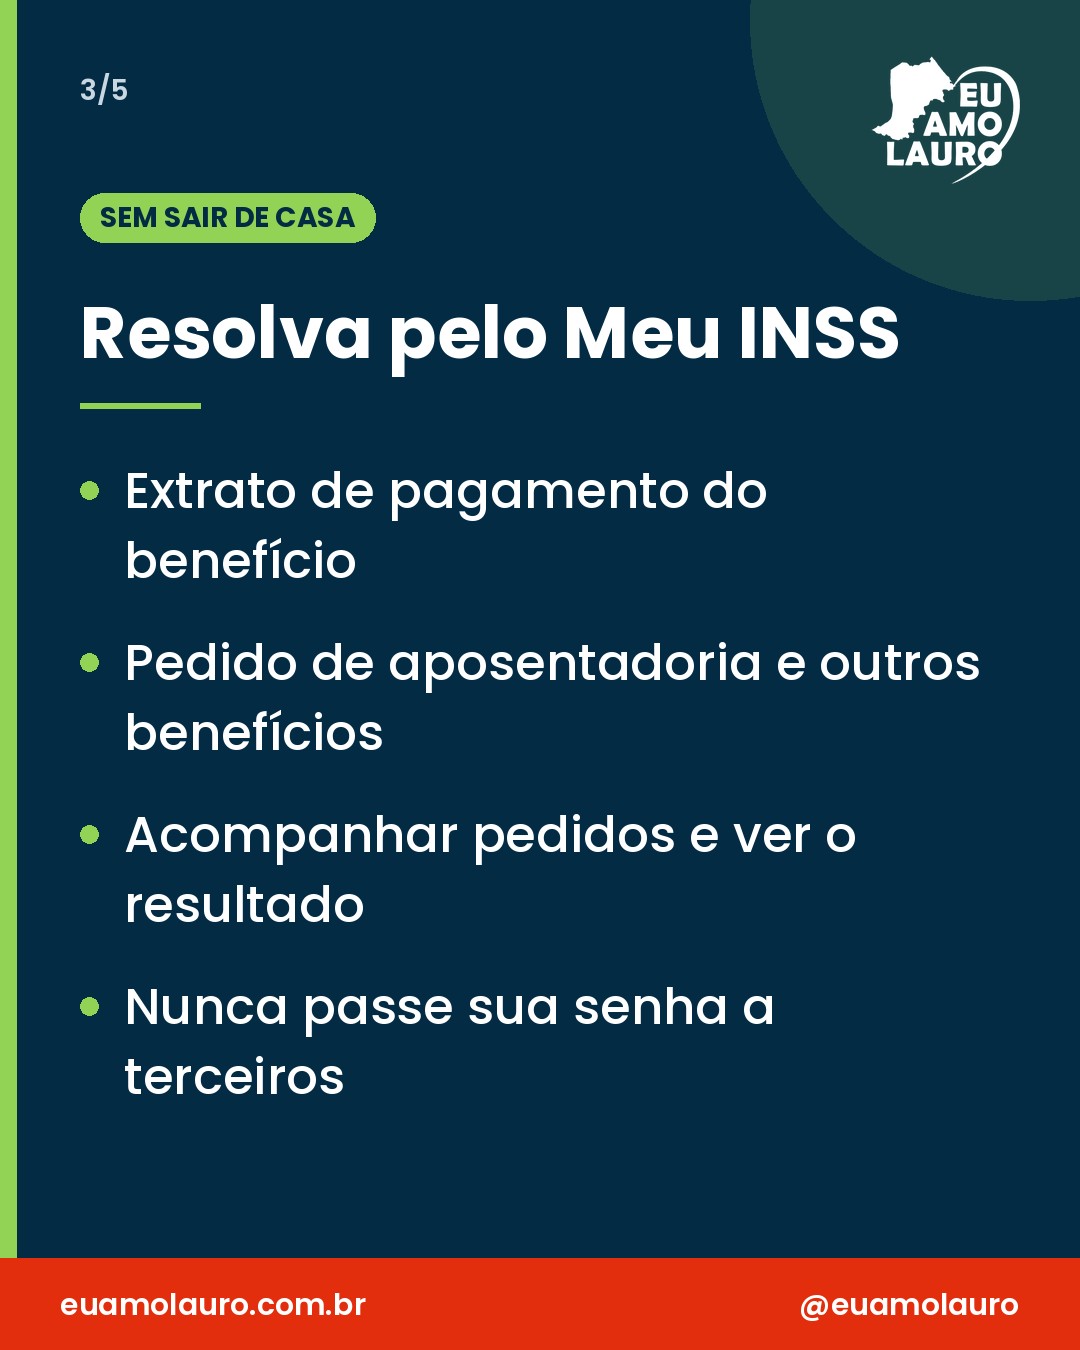 3/5
EU
AMO
LAURO
SEM SAIR DE CASA
Resolva pelo Meu INSS
Extrato de pagamento do
benefício
Pedido de aposentadoria e outros
benefícios
Acompanhar pedidos e ver o
resultado
Nunca passe sua senha a
terceiros
euamolauro.com.br
@euamolauro